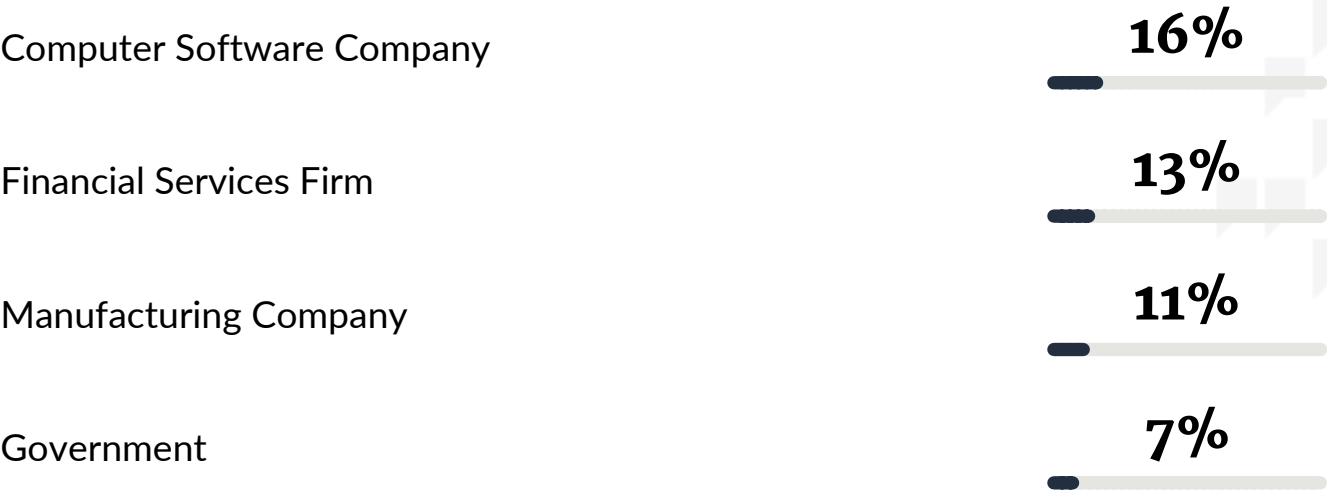 Computer Software Company 16%
Financial Services Firm 13%
Manufacturing Company 11%
Government 7%